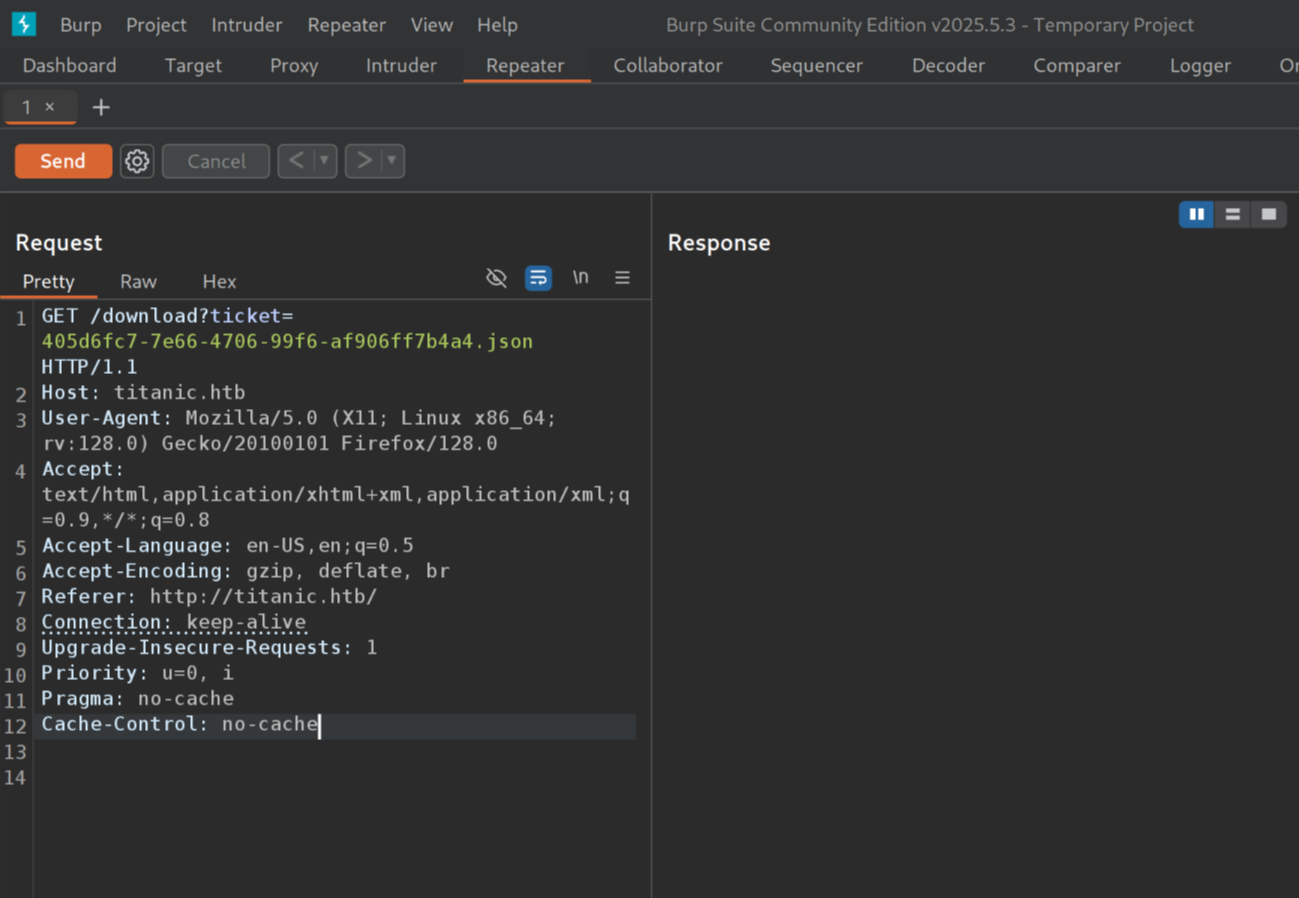 Burp Project Intruder Repeater View Help Burp Suite Community Edition v2025.5.3 - Temporary Project
Dashboard Target Proxy Intruder Repeater Collaborator Sequencer Decoder Comparer Logger Or
1 × +
Send Cancel < >
Request
Pretty Raw Hex \n
1 GET /download?ticket=
405d6fc7-7e66-4706-99f6-af906ff7b4a4.json
HTTP/1.1
2 Host: titanic.htb
3 User-Agent: Mozilla/5.0 (X11; Linux x86_64;
rv:128.0) Gecko/20100101 Firefox/128.0
4 Accept:
text/html,application/xhtml+xml,application/xml;q
=0.9,*/*;q=0.8
5 Accept-Language: en-US,en;q=0.5
6 Accept-Encoding: gzip, deflate, br
7 Referer: http://titanic.htb/
8 Connection: keep-alive
9 Upgrade-Insecure-Requests: 1
10 Priority: u=0, i
11 Pragma: no-cache
12 Cache-Control: no-cache
13
14
Response